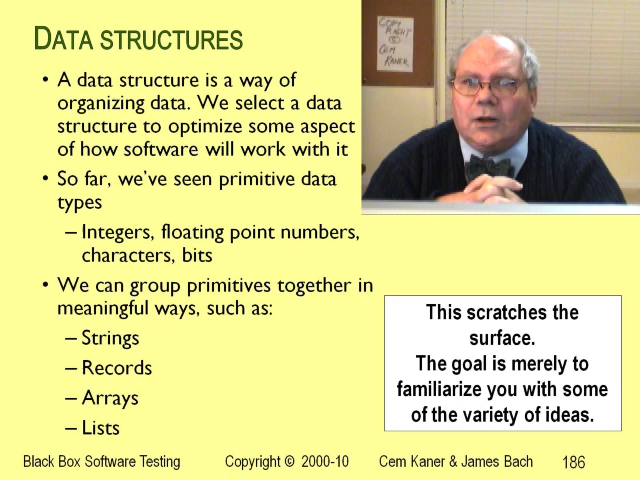 DATA STRUCTURES
• A data structure is a way of
organizing data. We select a data
structure to optimize some aspect
of how software will work with it
• So far, we've seen primitive data
types
– Integers, floating point numbers,
characters, bits
• We can group primitives together in
meaningful ways, such as:
– Strings
– Records
– Arrays
– Lists
COPY
RIGHT
©
CEM
KANER
This scratches the
surface.
The goal is merely to
familiarize you with some
of the variety of ideas.
Black Box Software Testing Copyright © 2000-10 Cem Kaner & James Bach 186